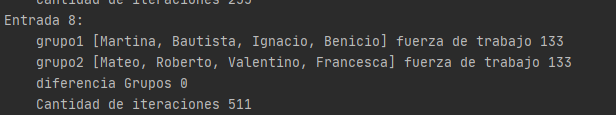 Cantidad de iteraciones 255
Entrada 8:
grupo1 [Martina, Bautista, Ignacio, Benicio] fuerza de trabajo 133
grupo2 [Mateo, Roberto, Valentino, Francesca] fuerza de trabajo 133
diferencia Grupos 0
Cantidad de iteraciones 511